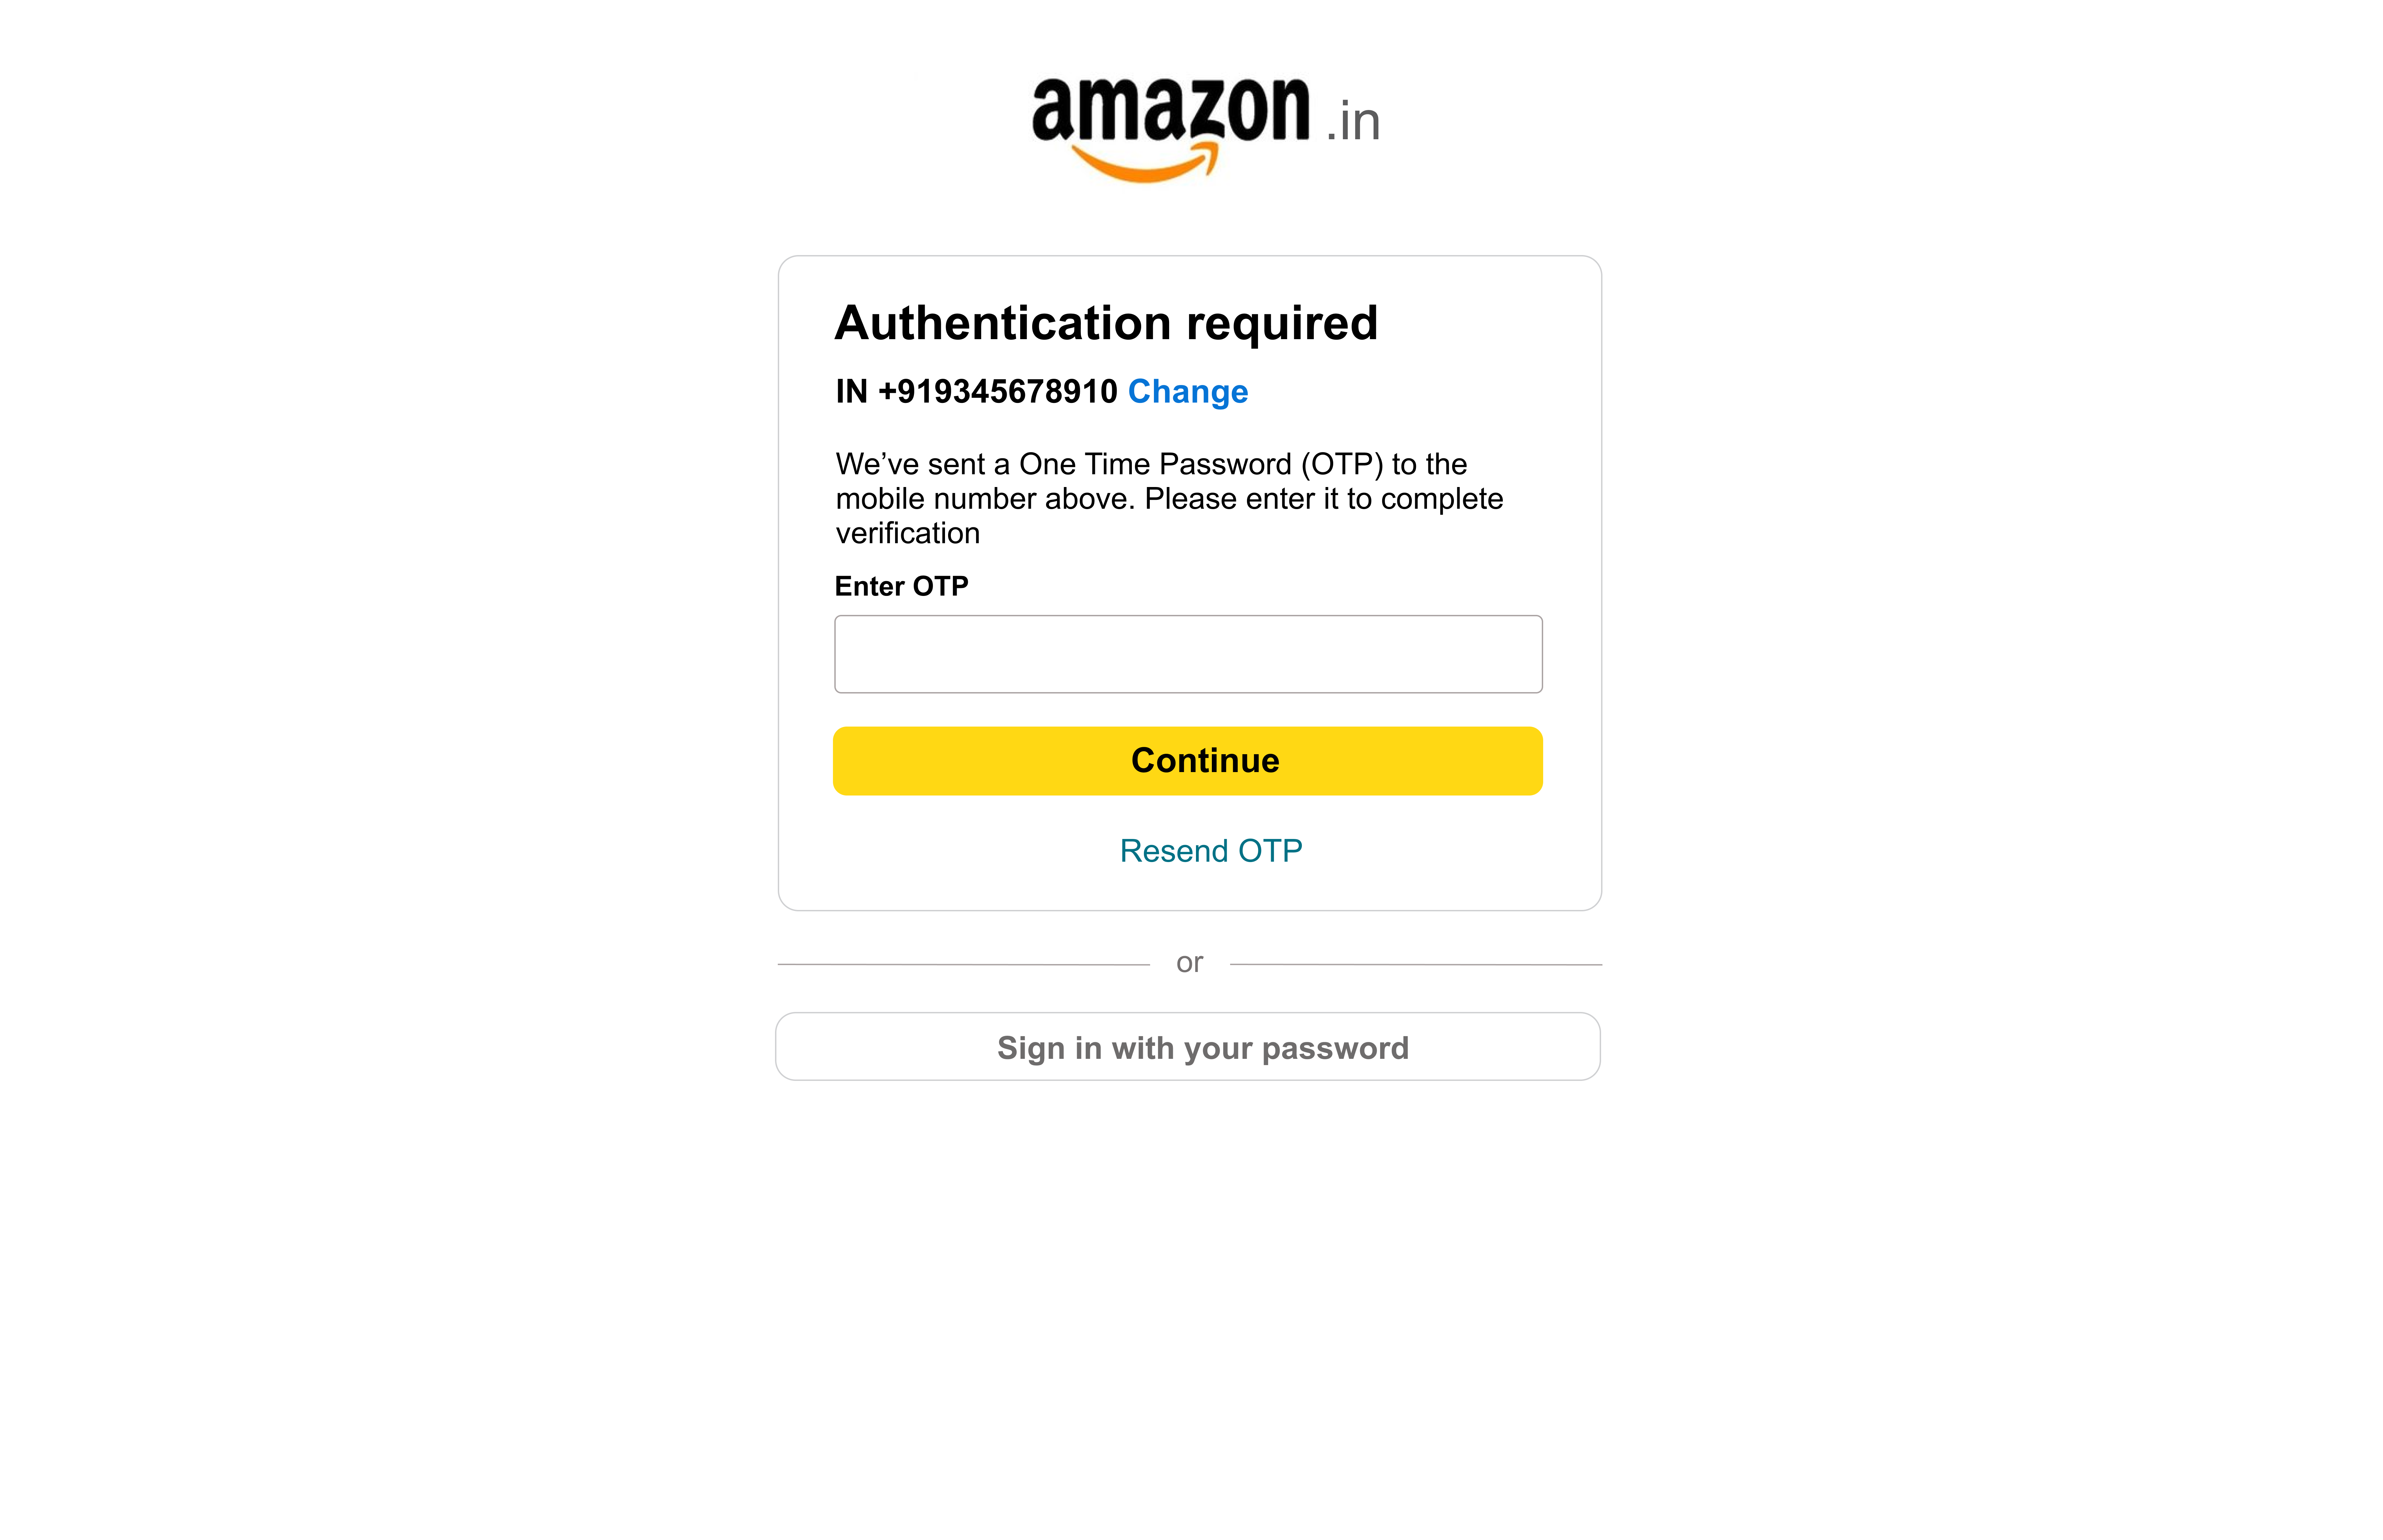 amazon .in
Authentication required
IN +919345678910 Change
We’ve sent a One Time Password (OTP) to the
mobile number above. Please enter it to complete
verification
Enter OTP
Continue
Resend OTP
or
Sign in with your password